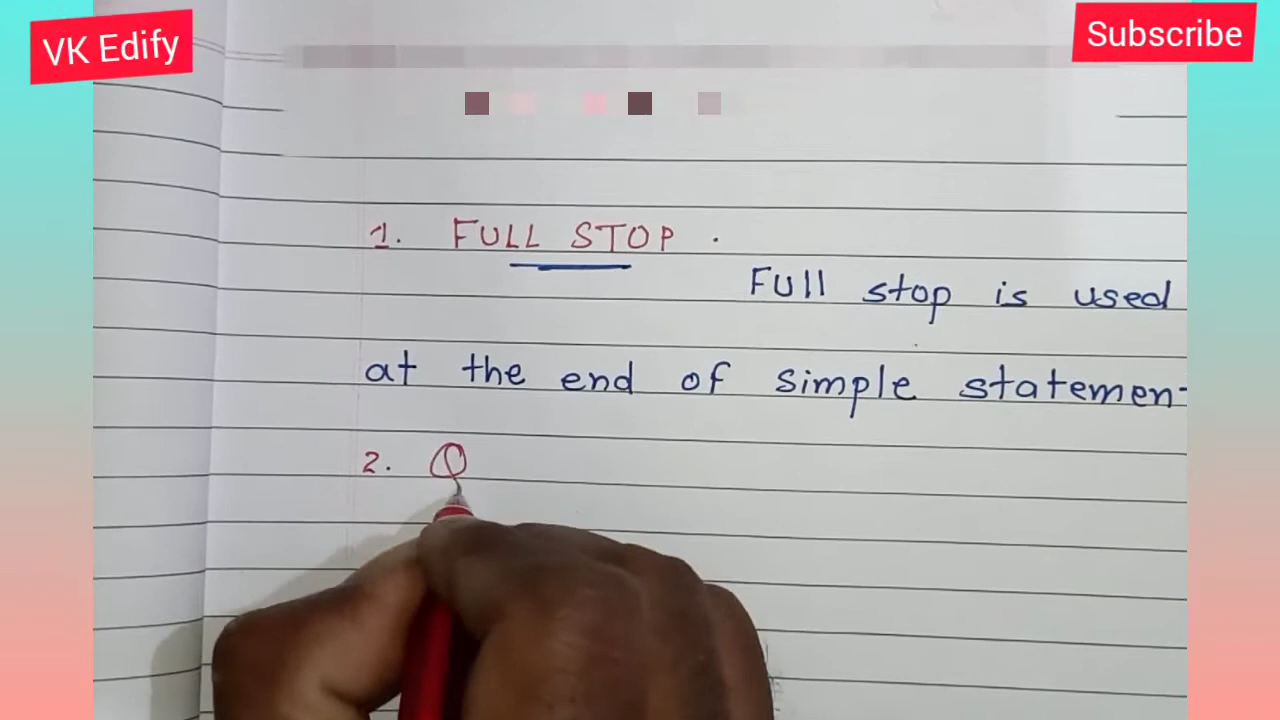 VK Edify
Subscribe
1. FULL STOP .
Full stop is used
at the end of simple statemen
2. Q